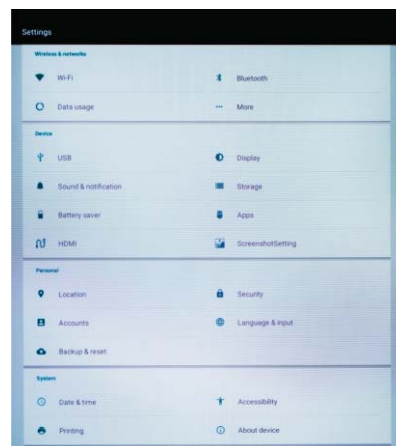 Settings
Wireless & networks
Wi-Fi
Bluetooth
Data usage
More
Device
USB
Display
Sound & notification
Storage
Battery saver
Apps
HDMI
ScreenshotSetting
Personal
Location
Security
Accounts
Language & input
Backup & reset
System
Date & time
Accessibility
Printing
About device